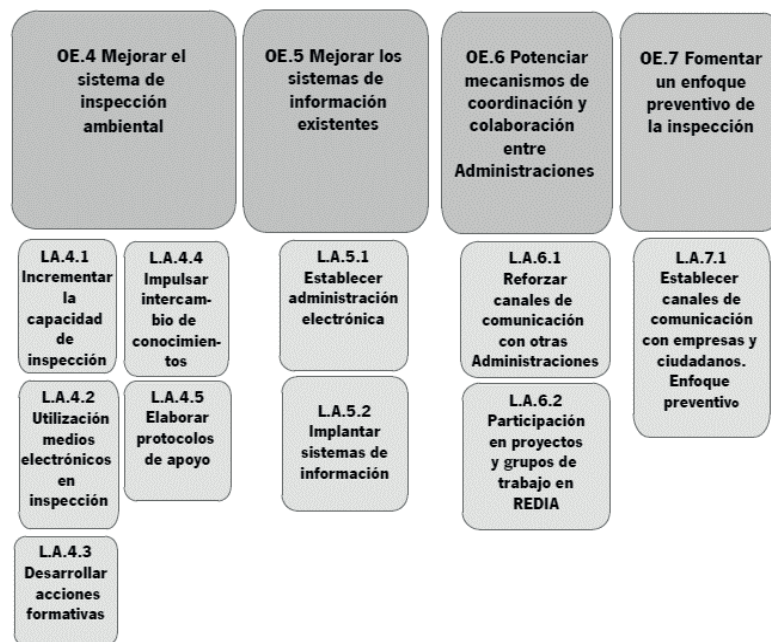 OE.4 Mejorar el
sistema de
inspección
ambiental
OE.5 Mejorar los
sistemas de
información
existentes
OE.6 Potenciar
mecanismos de
coordinación y
colaboración
entre
Administraciones
OE.7 Fomentar
un enfoque
preventivo de
la inspección
L.A.4.1
Incrementar
la
capacidad
de
inspección
L.A.4.2
Utilización
medios
electrónicos
en
inspección
L.A.4.3
Desarrollar
acciones
formativas
L.A.4.4
Impulsar
intercam-
bio de
conocimien-
tos
L.A.4.5
Elaborar
protocolos
de apoyo
L.A.5.1
Establecer
administración
electrónica
L.A.5.2
Implantar
sistemas de
información
L.A.6.1
Reforzar
canales de
comunicación
con otras
Administraciones
L.A.6.2
Participación
en proyectos
y grupos de
trabajo en
REDIA
L.A.7.1
Establecer
canales de
comunicación
con empresas y
ciudadanos.
Enfoque
preventivo